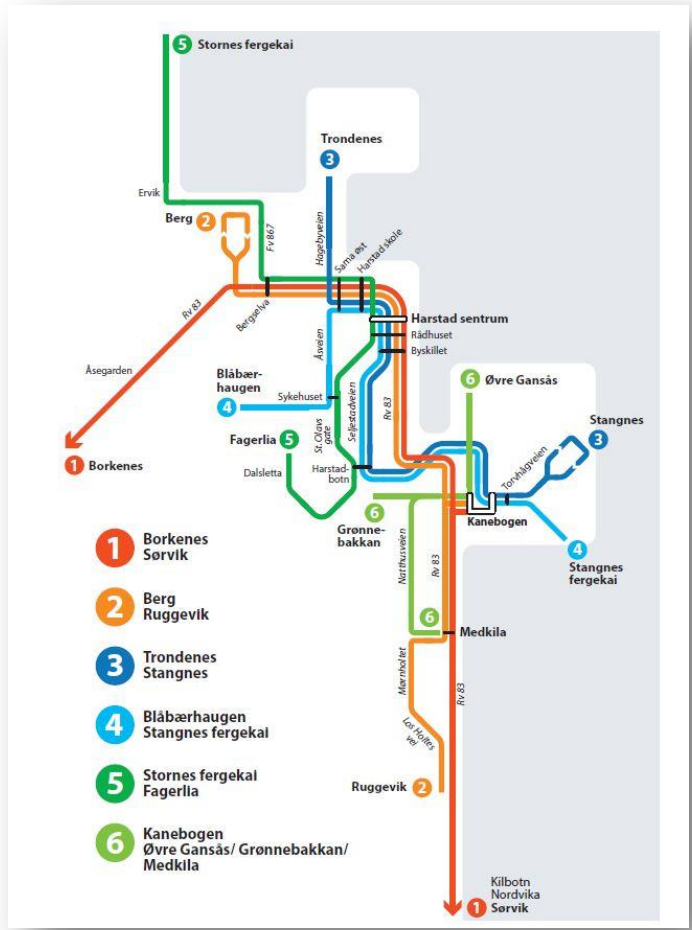 5 Stornes fergekai
Trondenes
3
Ervik
Berg 2
Fv 867
Hagebyveien
Sama øst
Harstad skole
Rv 83
Bergselva
Harstad sentrum
Rådhuset
Byskillet
Åsegarden
Åsveien
Blåbær-
haugen
4
Sykehuset
6 Øvre Gansås
Stangnes
3
St.Olavs
gate
Seljestadveien
Rv 83
Fagerlia 5
1 Borkenes
Dalsletta
Harstad-
botn
Torvhågveien
6
Grønne-
bakkan
Kanebogen
4
Stangnes
fergekai
Natthusveien
Rv 83
6
Medkila
Mørnholtet
Rv 83
Los Holtes
vei
Ruggevik 2
Kilbotn
Nordvika
1 Sørvik
1 Borkenes
Sørvik
2 Berg
Ruggevik
3 Trondenes
Stangnes
4 Blåbærhaugen
Stangnes fergekai
5 Stornes fergekai
Fagerlia
6 Kanebogen
Øvre Gansås/ Grønnebakkan/
Medkila